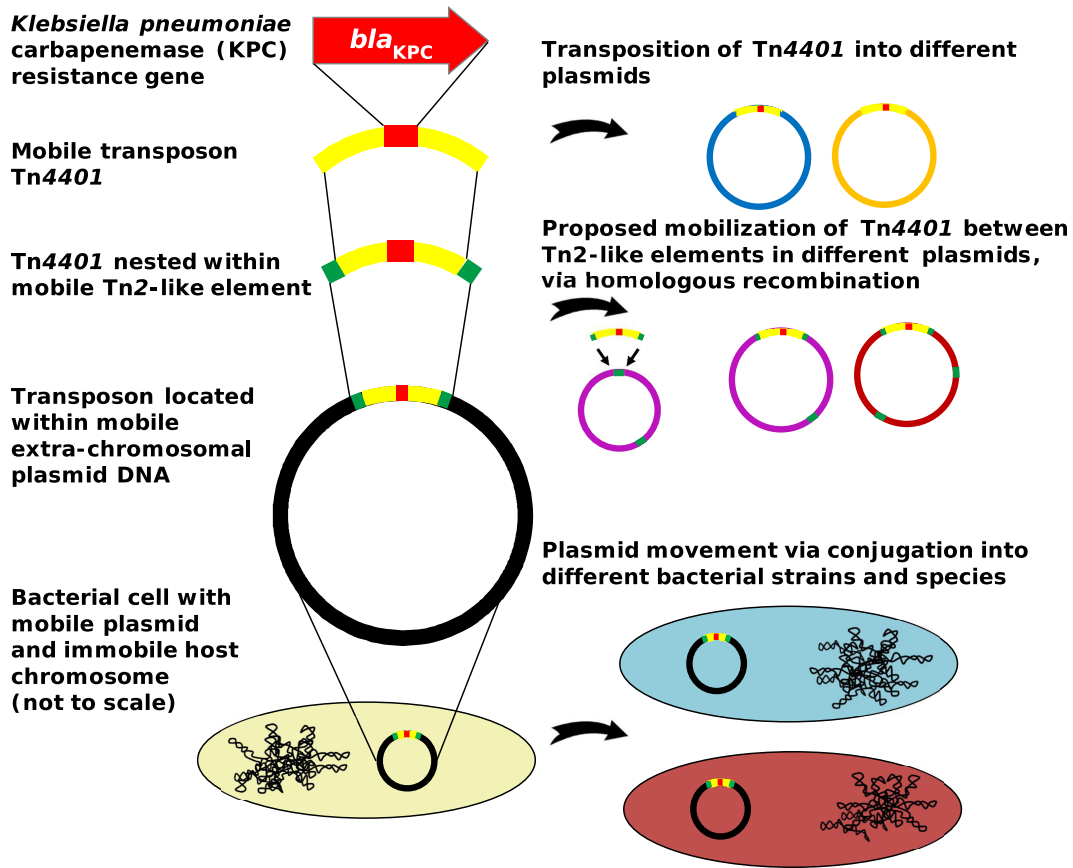 Klebsiella pneumoniae
carbapenemase (KPC)
resistance gene
bla KPC
Mobile transposon
Tn4401
Tn4401 nested within
mobile Tn2-like element
Transposon located
within mobile
extra-chromosomal
plasmid DNA
Bacterial cell with
mobile plasmid
and immobile host
chromosome
(not to scale)
Transposition of Tn4401 into different
plasmids
Proposed mobilization of Tn4401 between
Tn2-like elements in different plasmids,
via homologous recombination
Plasmid movement via conjugation into
different bacterial strains and species